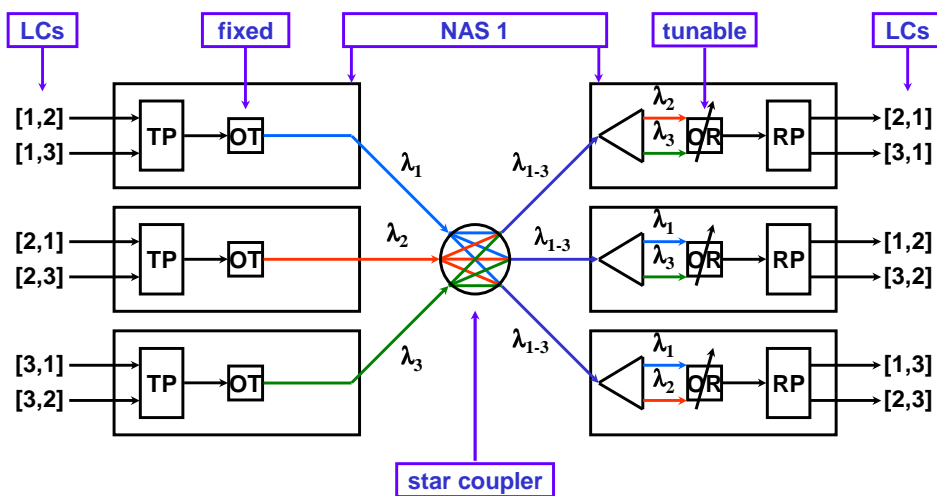 LCs
fixed
NAS 1
tunable
LCs
[1,2]
[1,3]
TP
OT
λ1
λ1-3
λ2
λ3
OR
RP
[2,1]
[3,1]
[2,1]
[2,3]
TP
OT
λ2
λ1-3
λ1
λ3
OR
RP
[1,2]
[3,2]
[3,1]
[3,2]
TP
OT
λ3
λ1-3
λ1
λ2
OR
RP
[1,3]
[2,3]
star coupler